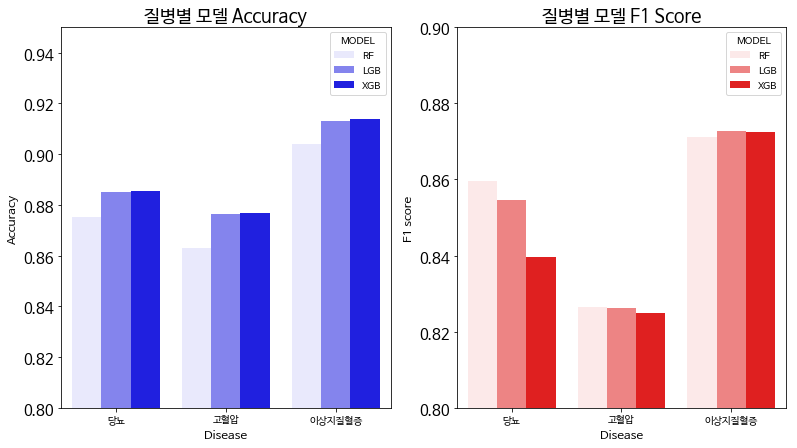 질병별 모델 Accuracy
0.94
0.92
0.90
0.88
0.86
0.84
0.82
0.80
Accuracy
MODEL
RF
LGB
XGB
당뇨
고혈압
이상지질혈증
Disease
질병별 모델 F1 Score
0.90
0.88
0.86
0.84
0.82
0.80
F1 score
MODEL
RF
LGB
XGB
당뇨
고혈압
이상지질혈증
Disease